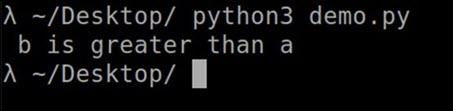 λ ~/Desktop/ python3 demo.py
b is greater than a
λ ~/Desktop/